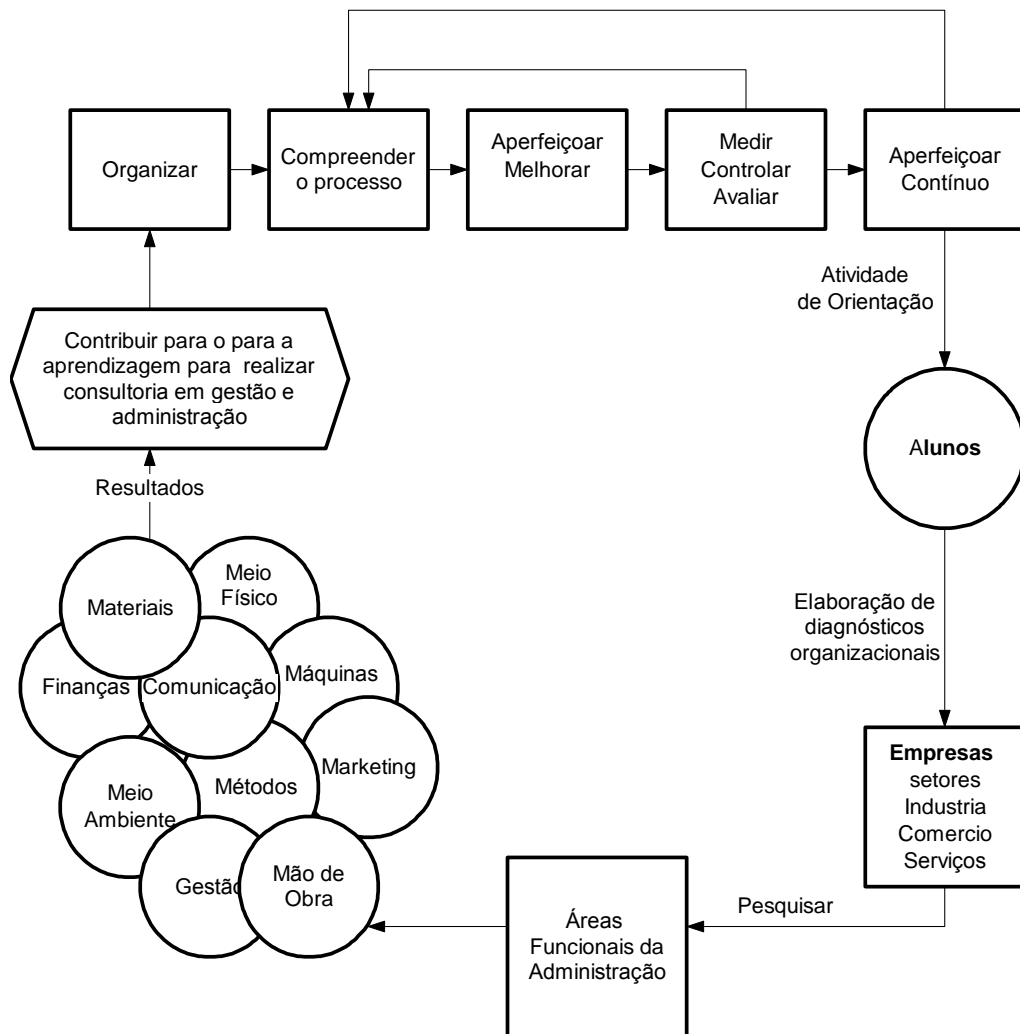 Organizar
Compreender
o processo
Aperfeiçoar
Melhorar
Medir
Controlar
Avaliar
Aperfeiçoar
Contínuo
Atividade
de Orientação
Contribuir para o para a
aprendizagem para realizar
consultoria em gestão e
administração
Alunos
Resultados
Meio
Físico
Materiais
Elaboração de
diagnósticos
organizacionais
Finanças
Comunicação
Máquinas
Empresas
setores
Industria
Comercio
Serviços
Marketing
Métodos
Meio
Ambiente
Gestão
Mão de
Obra
Pesquisar
Áreas
Funcionais da
Administração